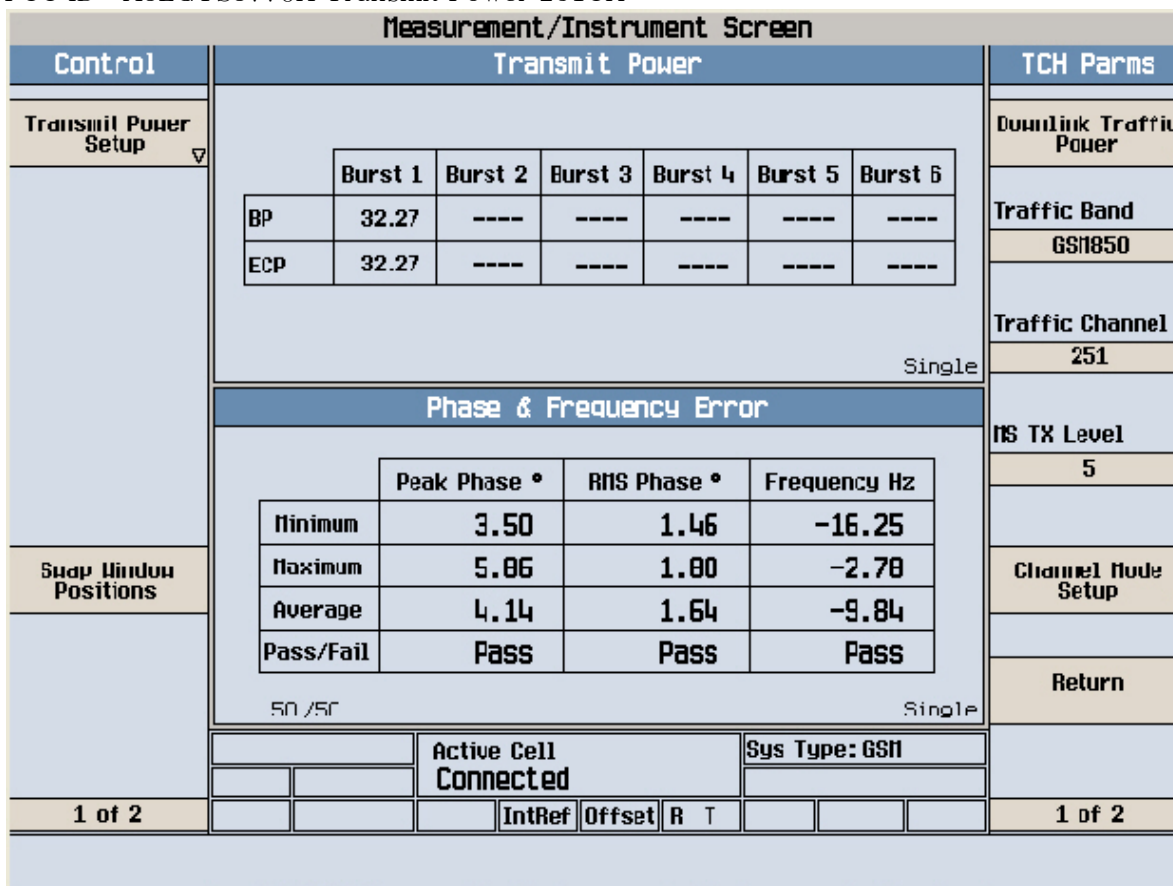 Measurement/Instrument Screen
Control
Transmit Power
TCH Parms
Transmit Power
Setup
Downlink Traffic
Power
Burst 1 Burst 2 Burst 3 Burst 4 Burst 5 Burst 6
BP 32.27 ---- ---- ---- ---- ----
ECP 32.27 ---- ---- ---- ---- ----
Traffic Band
GSM850
Traffic Channel
251
Single
Phase & Frequency Error
MS TX Level
5
Peak Phase ° RMS Phase ° Frequency Hz
Minimum 3.50 1.46 -16.25
Maximum 5.86 1.80 -2.78
Average 4.14 1.64 -9.84
Pass/Fail Pass Pass Pass
Swap Window
Positions
Channel Mode
Setup
Return
50/50
Single
Active Cell
Connected
Sys Type: GSM
1 of 2
IntRef Offset R T
1 of 2